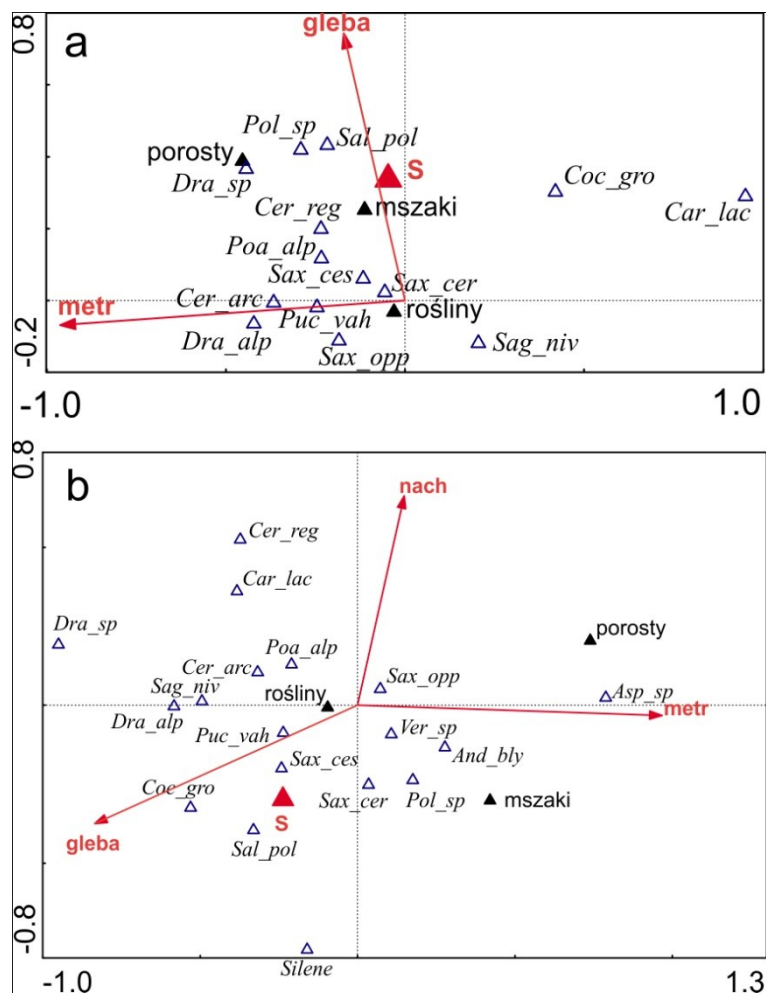 0.8
a
gleba
Pol_sp
Sal_pol
porosty
Dra_sp
S
Coc_gro
Car_lac
mszaki
Cer_reg
Poa_alp
Sax_ces
Sax_cer
Cer_arc
metr
Puc_vah
rośliny
Dra_alp
Sax_opp
Sag_niv
-0.2
-1.0
1.0
0.8
b
nach
Cer_reg
Car_lac
Dra_sp
porosty
Poa_alp
Cer_arc
Sax_opp
Sag_niv
rośliny
Asp_sp
metr
Dra_alp
Puc_vah
Ver_sp
And_bly
Sax_ces
Coe_gro
Sax_cer
Pol_sp
mszaki
S
gleba
Sal_pol
-0.8
Silene
-1.0
1.3